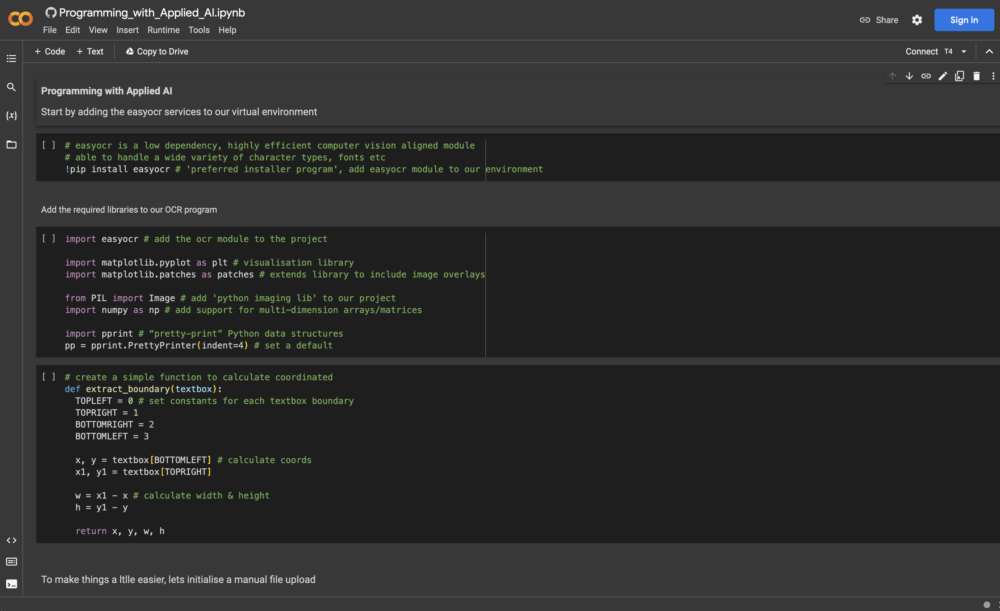 Programming_with_Applied_AI.ipynb
File Edit View Insert Runtime Tools Help
Share
Sign in
+ Code + Text
Copy to Drive
Connect T4
Programming with Applied AI
Start by adding the easyocr services to our virtual environment
[ ] # easyocr is a low dependency, highly efficient computer vision aligned module
# able to handle a wide variety of character types, fonts etc
!pip install easyocr # 'preferred installer program', add easyocr module to our environment
Add the required libraries to our OCR program
[ ] import easyocr # add the ocr module to the project
import matplotlib.pyplot as plt # visualisation library
import matplotlib.patches as patches # extends library to include image overlays
from PIL import Image # add 'python imaging lib' to our project
import numpy as np # add support for multi-dimension arrays/matrices
import pprint # “pretty-print” Python data structures
pp = pprint.PrettyPrinter(indent=4) # set a default
[ ] # create a simple function to calculate coordinated
def extract_boundary(textbox):
  TOPLEFT = 0 # set constants for each textbox boundary
  TOPRIGHT = 1
  BOTTOMRIGHT = 2
  BOTTOMLEFT = 3
  x, y = textbox[BOTTOMLEFT] # calculate coords
  x1, y1 = textbox[TOPRIGHT]
  w = x1 - x # calculate width & height
  h = y1 - y
  return x, y, w, h
To make things a ltlle easier, lets initialise a manual file upload
{x}